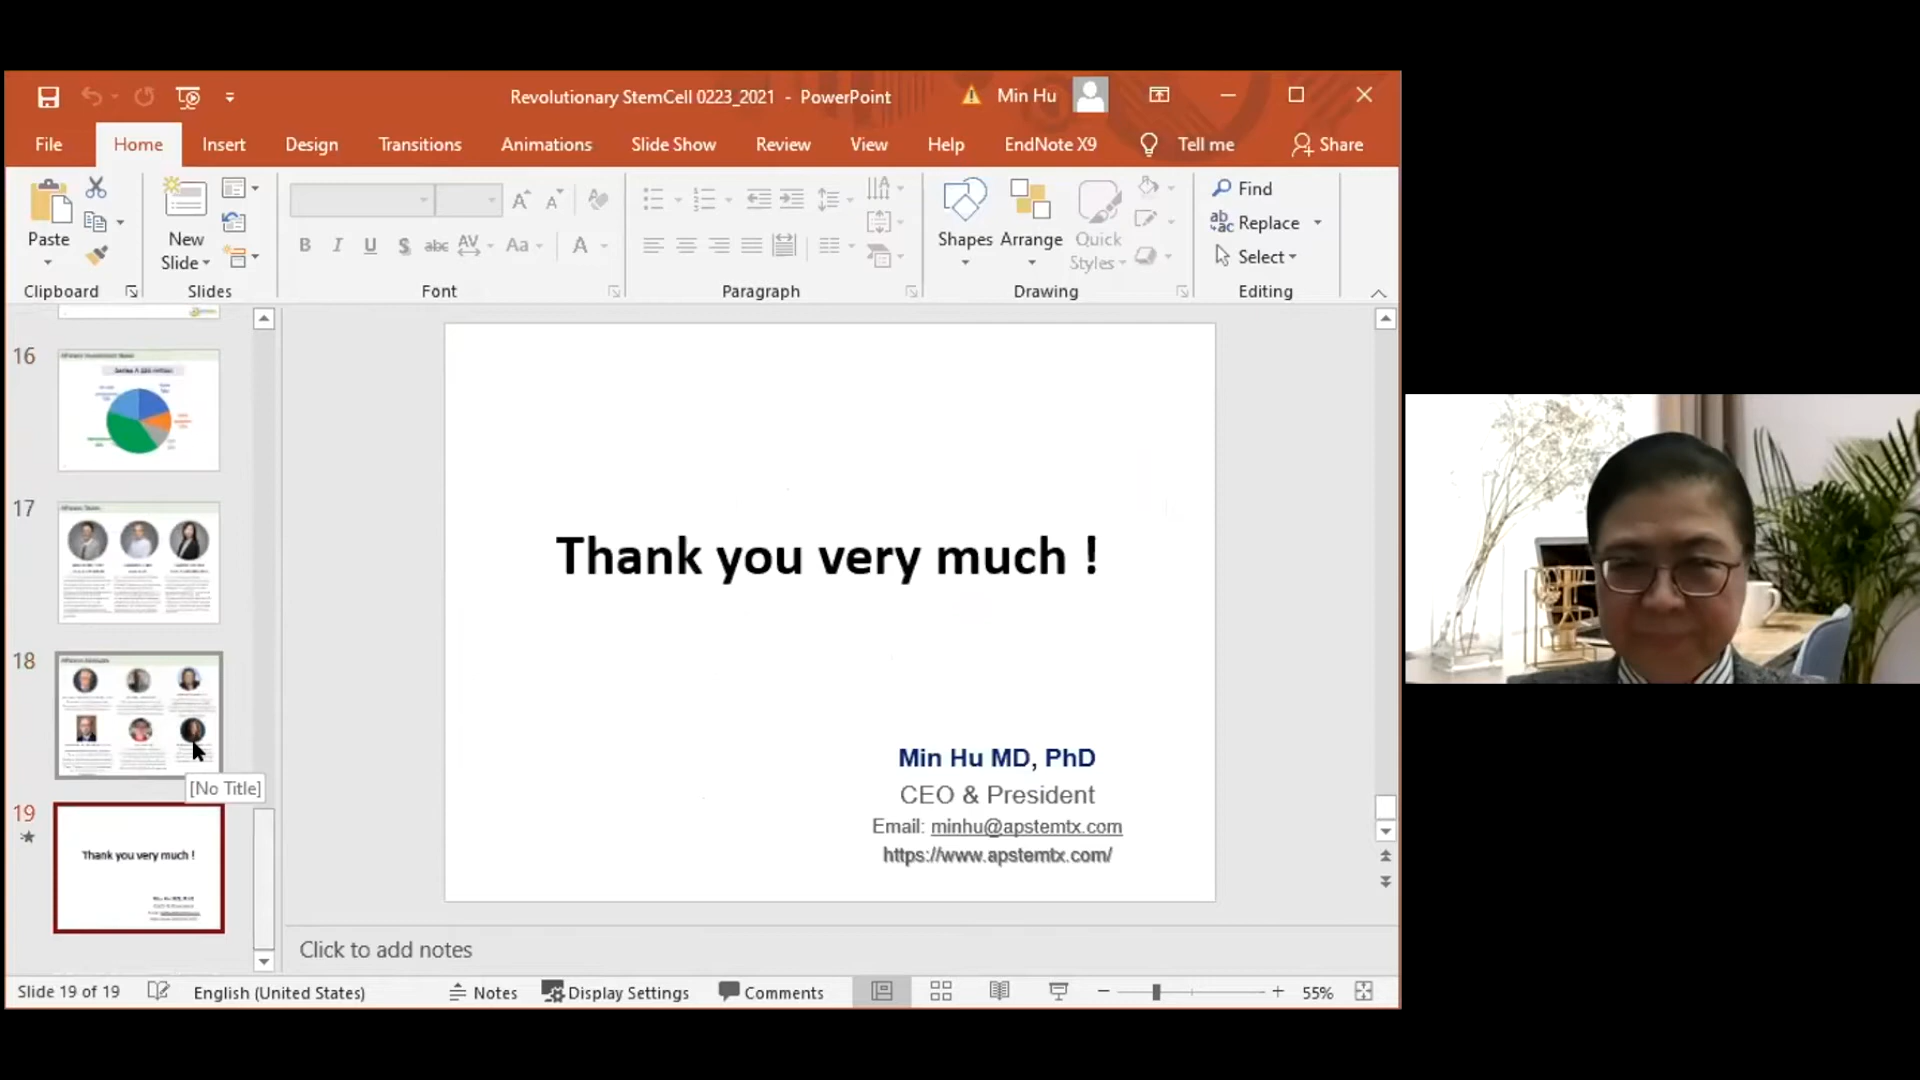 Revolutionary StemCell 0223_2021 - PowerPoint
Min Hu
File Home Insert Design Transitions Animations Slide Show Review View Help EndNote X9 Tell me Share
Paste
New Slide
Shapes Arrange Quick Styles
Find
Replace
Select
Clipboard Slides Font Paragraph Drawing Editing
16
17
18
[No Title]
19
Thank you very much !
Thank you very much !
Min Hu MD, PhD
CEO & President
Email: minhu@apstemtx.com
https://www.apstemtx.com/
Click to add notes
Slide 19 of 19 English (United States) Notes Display Settings Comments 55%